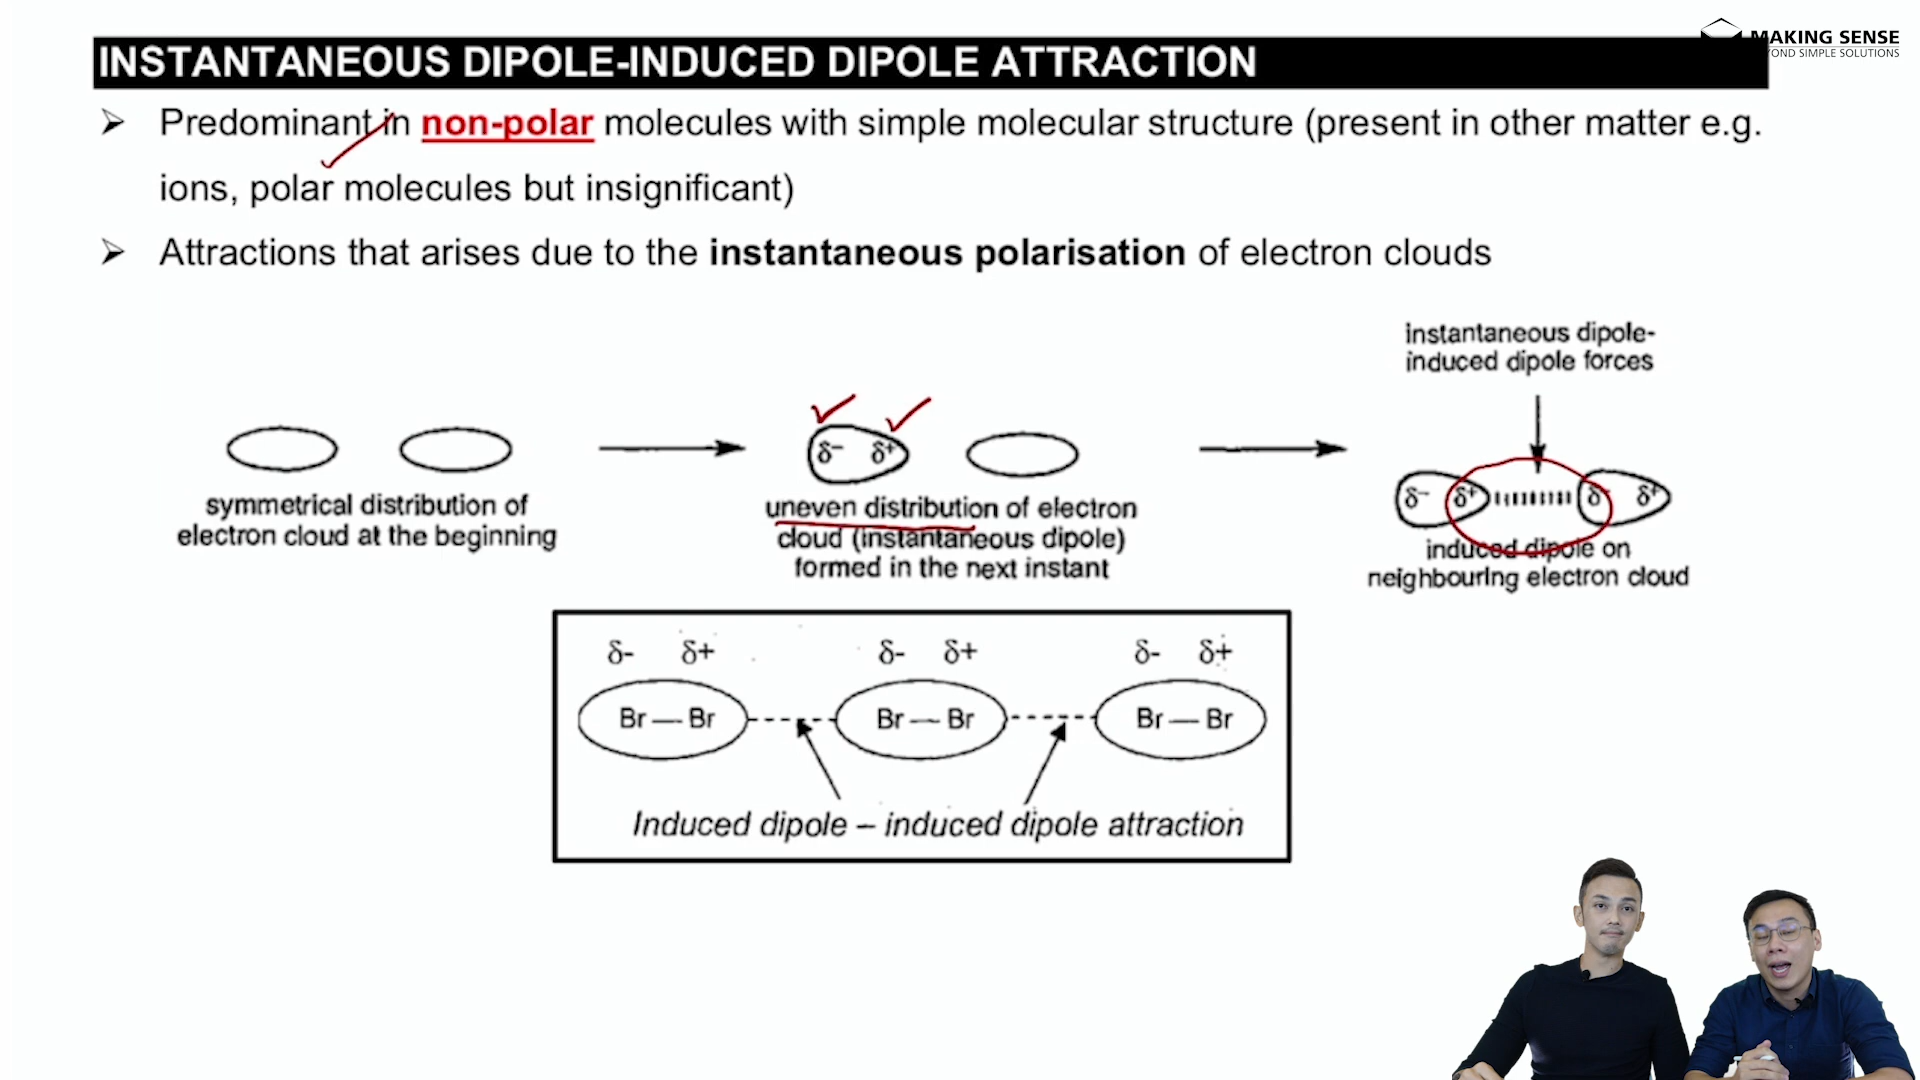 MAKING SENSE
YOND SIMPLE SOLUTIONS
INSTANTANEOUS DIPOLE-INDUCED DIPOLE ATTRACTION
➢ Predominant in non-polar molecules with simple molecular structure (present in other matter e.g.
ions, polar molecules but insignificant)
➢ Attractions that arises due to the instantaneous polarisation of electron clouds
symmetrical distribution of
electron cloud at the beginning
δ– δ+
uneven distribution of electron
cloud (instantaneous dipole)
formed in the next instant
instantaneous dipole-
induced dipole forces
δ– δ+ δ– δ+
induced dipole on
neighbouring electron cloud
δ- δ+ δ- δ+ δ- δ+
Br—Br Br—Br Br—Br
Induced dipole – induced dipole attraction